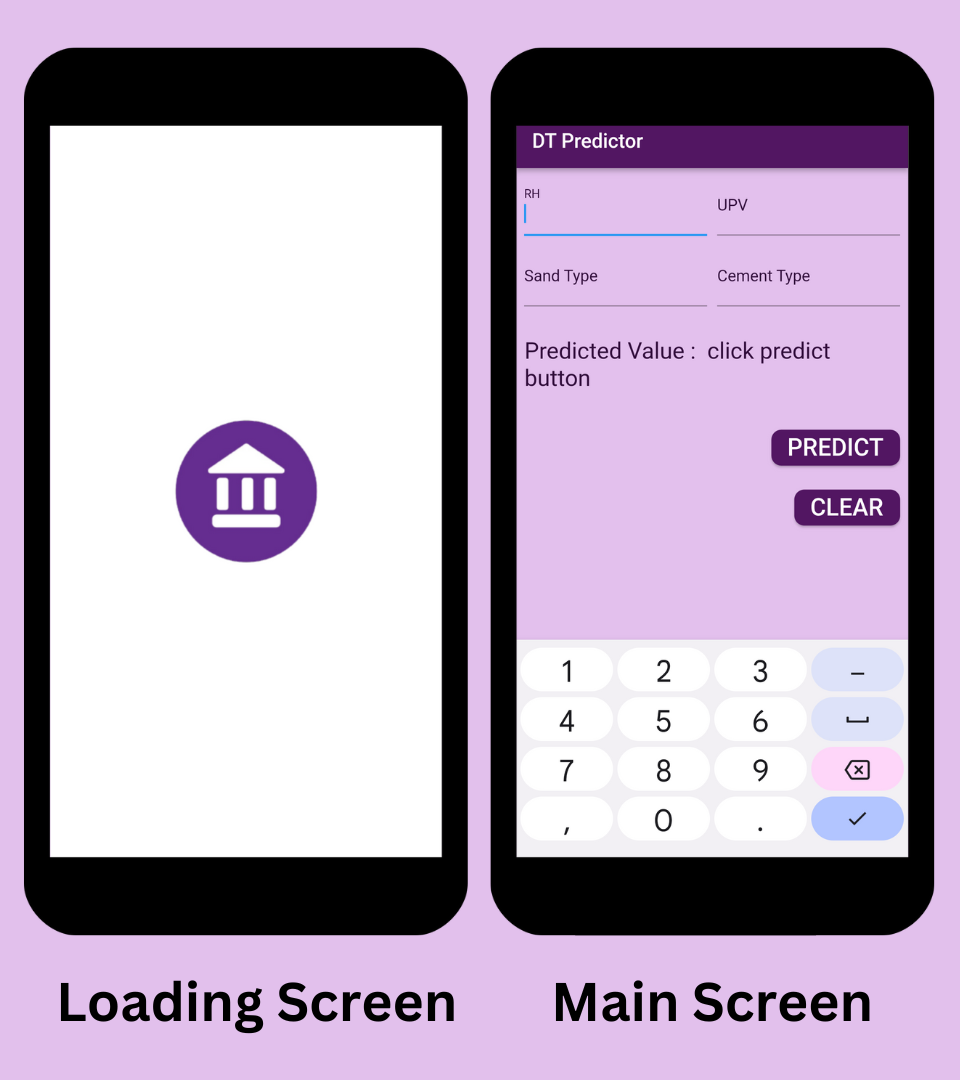 DT Predictor
RH
UPV
Sand Type
Cement Type
Predicted Value :  click predict
button
PREDICT
CLEAR
1 2 3 –
4 5 6
7 8 9
, 0 .
Loading Screen
Main Screen